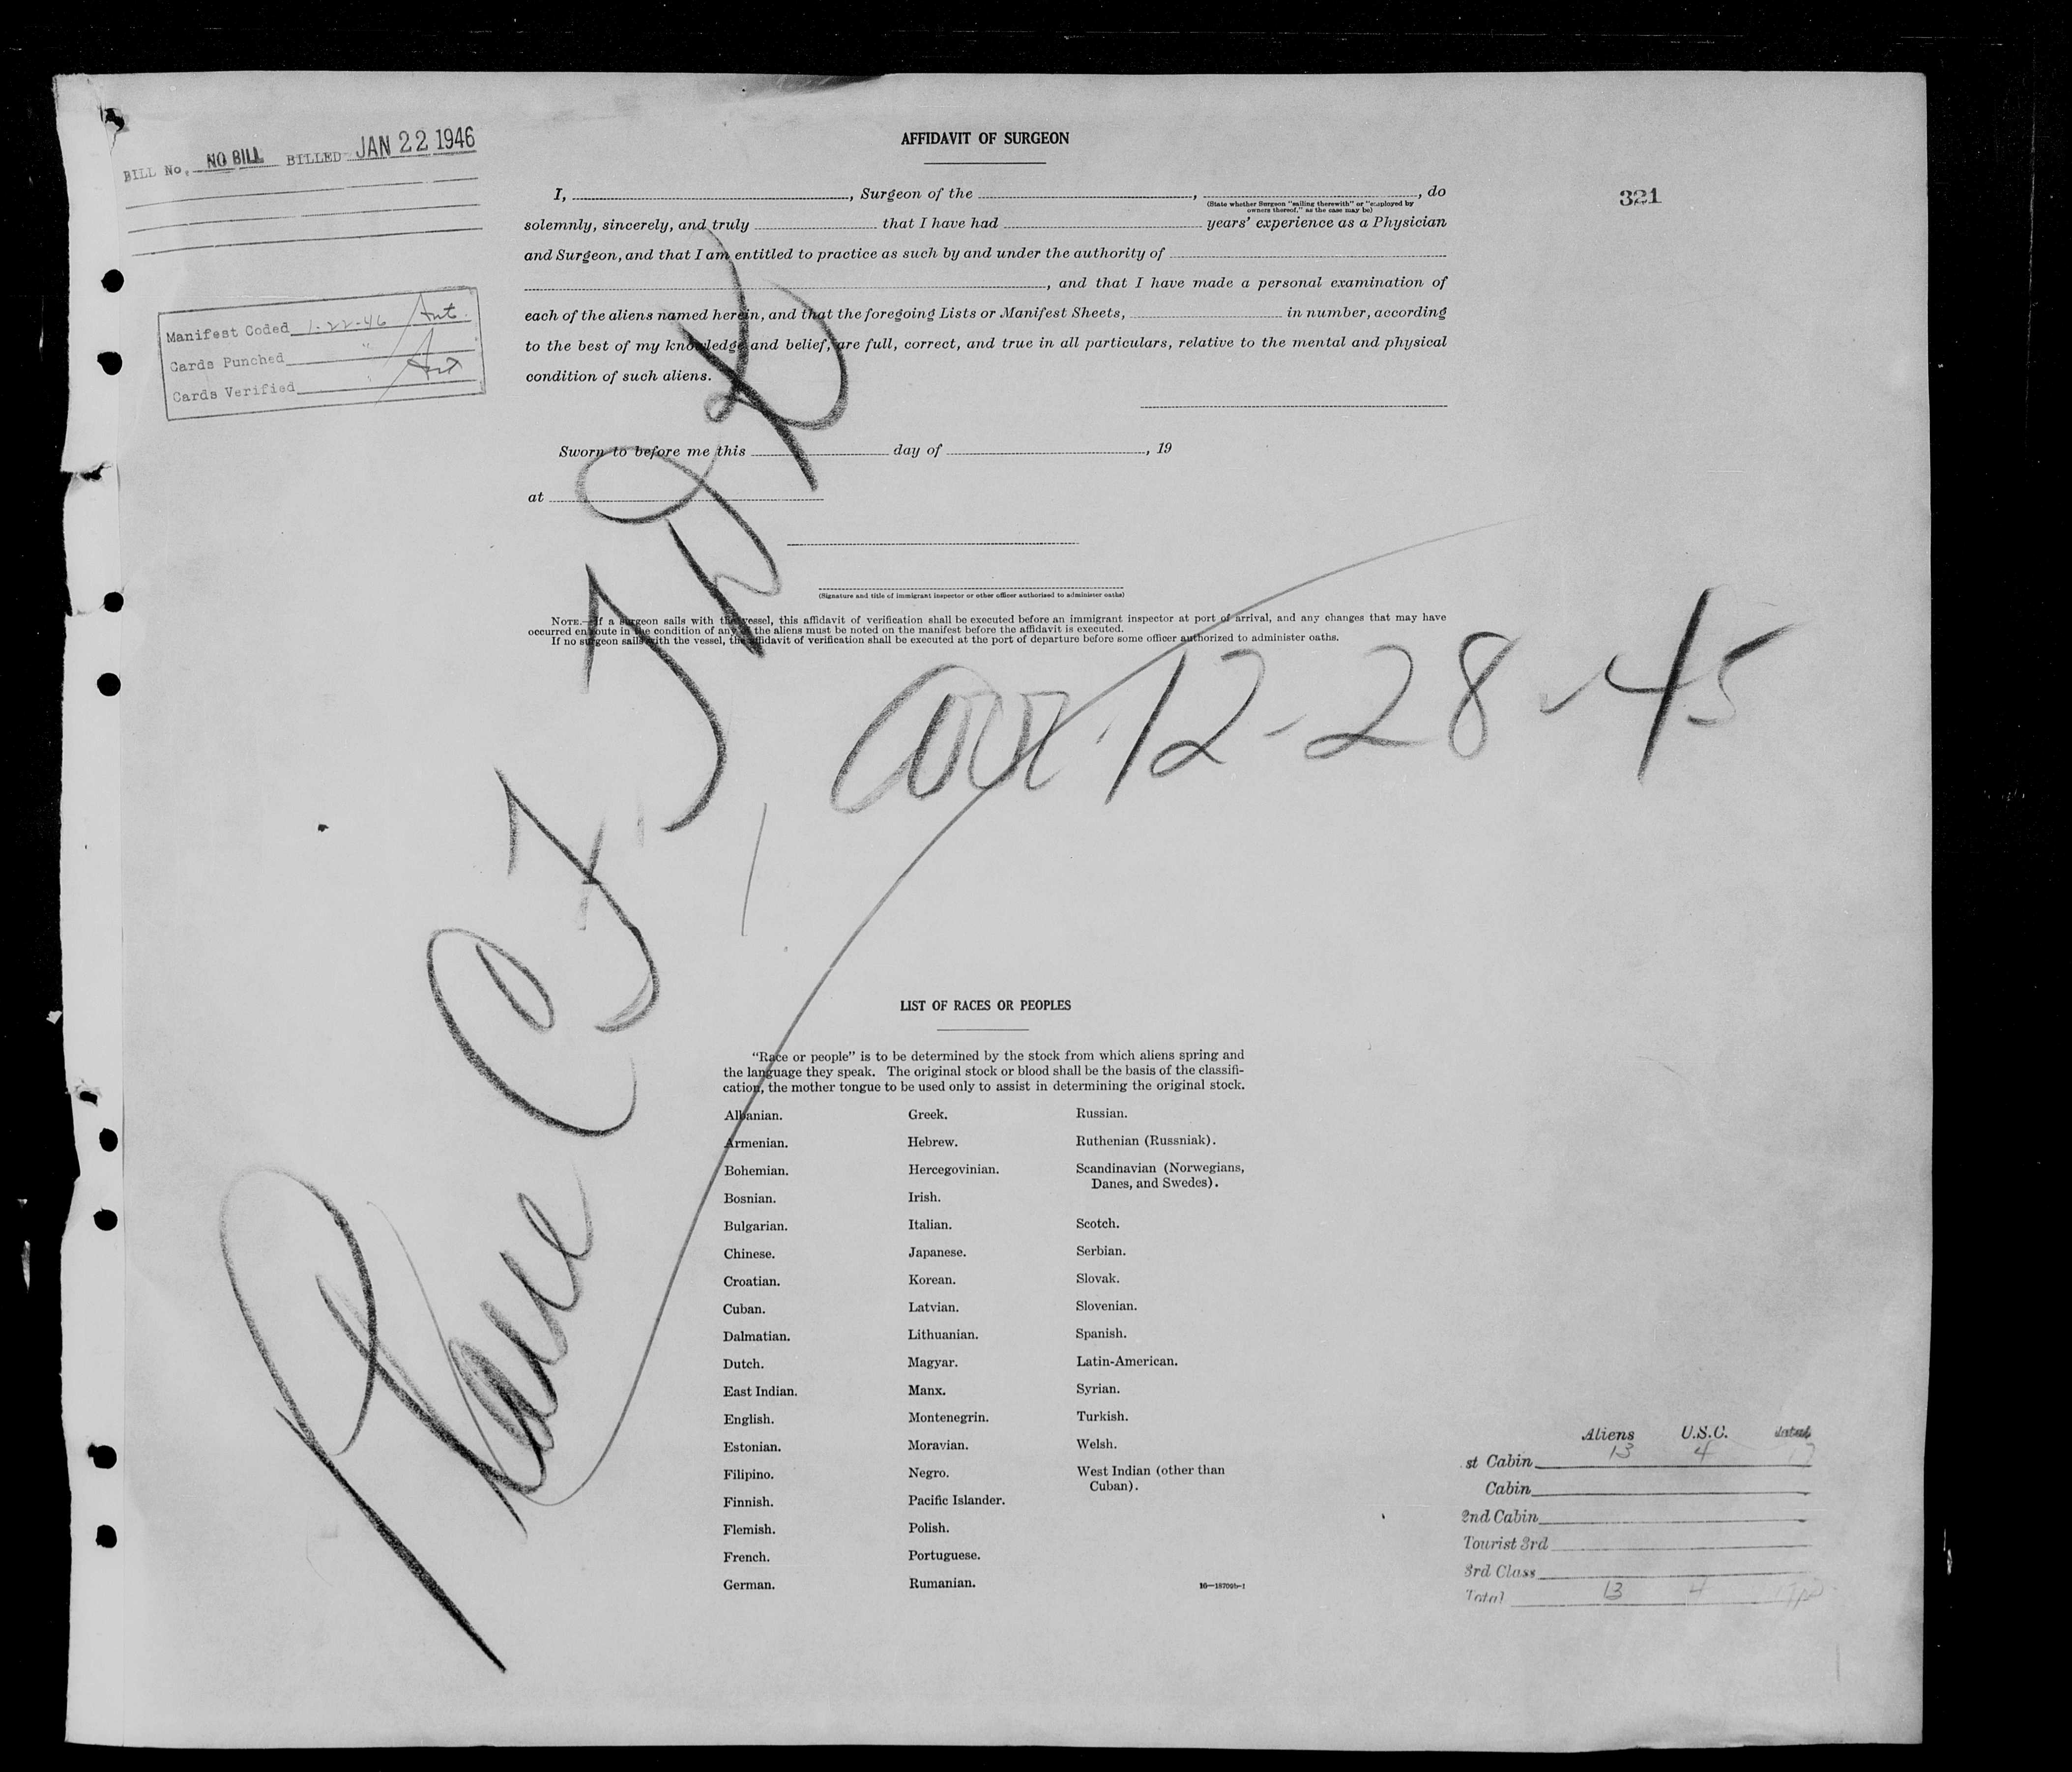 BILL No. NO BILL BILLED JAN 22 1946
Manifest Coded 1-22-46
Cards Punched "
Cards Verified
AFFIDAVIT OF SURGEON
321
I, , Surgeon of the , , do
(State whether Surgeon "sailing therewith" or "employed by
owners thereof," as the case may be)
solemnly, sincerely, and truly that I have had years' experience as a Physician
and Surgeon, and that I am entitled to practice as such by and under the authority of
, and that I have made a personal examination of
each of the aliens named herein, and that the foregoing Lists or Manifest Sheets, in number, according
to the best of my knowledge and belief, are full, correct, and true in all particulars, relative to the mental and physical
condition of such aliens.
Sworn to before me this day of , 19
at
(Signature and title of immigrant inspector or other officer authorized to administer oaths)
NOTE.—If a surgeon sails with the vessel, this affidavit of verification shall be executed before an immigrant inspector at port of arrival, and any changes that may have
occurred en route in the condition of any of the aliens must be noted on the manifest before the affidavit is executed.
If no surgeon sails with the vessel, the affidavit of verification shall be executed at the port of departure before some officer authorized to administer oaths.
Plane
12-28-45
LIST OF RACES OR PEOPLES
"Race or people" is to be determined by the stock from which aliens spring and
the language they speak. The original stock or blood shall be the basis of the classifi-
cation, the mother tongue to be used only to assist in determining the original stock.
Albanian. Greek. Russian.
Armenian. Hebrew. Ruthenian (Russniak).
Bohemian. Hercegovinian. Scandinavian (Norwegians,
Danes, and Swedes).
Bosnian. Irish.
Bulgarian. Italian. Scotch.
Chinese. Japanese. Serbian.
Croatian. Korean. Slovak.
Cuban. Latvian. Slovenian.
Dalmatian. Lithuanian. Spanish.
Dutch. Magyar. Latin-American.
East Indian. Manx. Syrian.
English. Montenegrin. Turkish.
Estonian. Moravian. Welsh.
Filipino. Negro. West Indian (other than
Cuban).
Finnish. Pacific Islander.
Flemish. Polish.
French. Portuguese.
German. Rumanian. 16—18709b-1
Aliens U.S.C. Total
st Cabin 13 4 17
Cabin
2nd Cabin
Tourist 3rd
3rd Class
Total 13 4